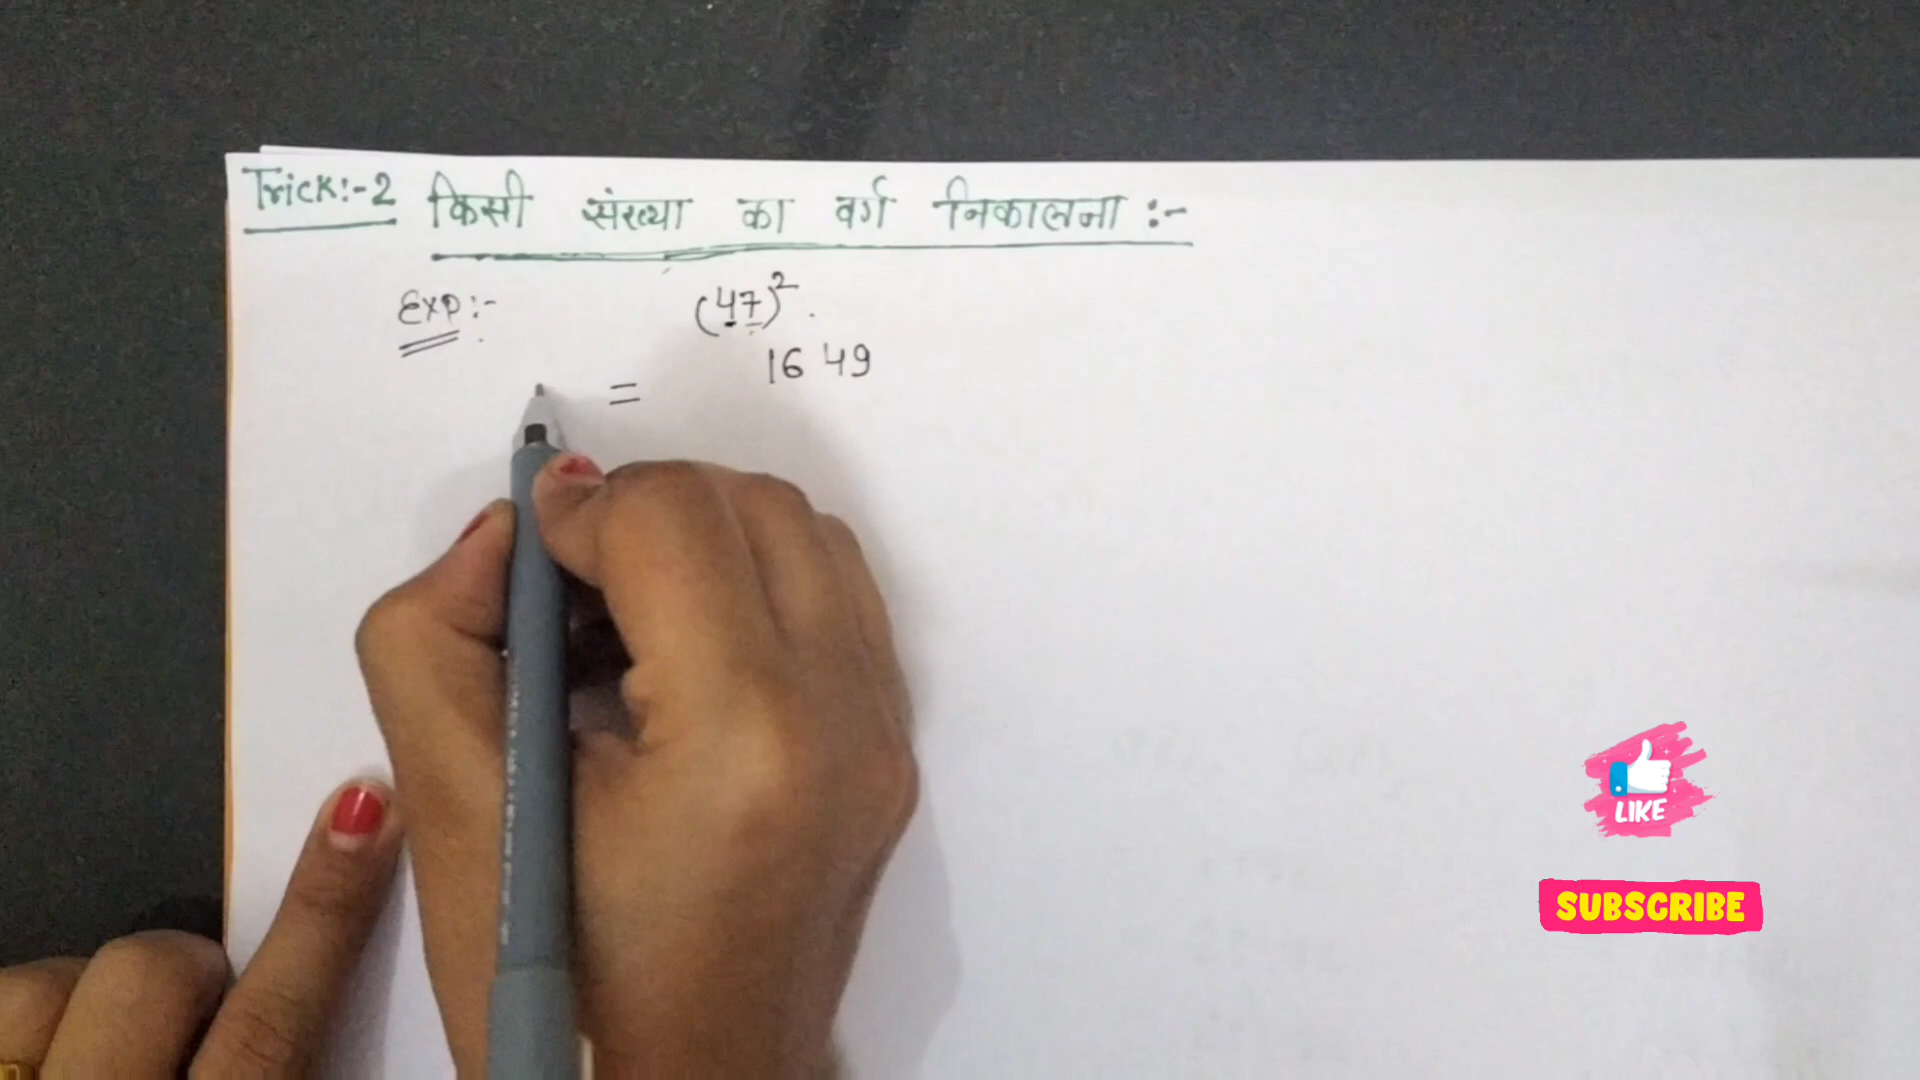 Trick:-2 किसी संख्या का वर्ग निकालना :-
Exp:- (47)².
16 49
=
LIKE
SUBSCRIBE